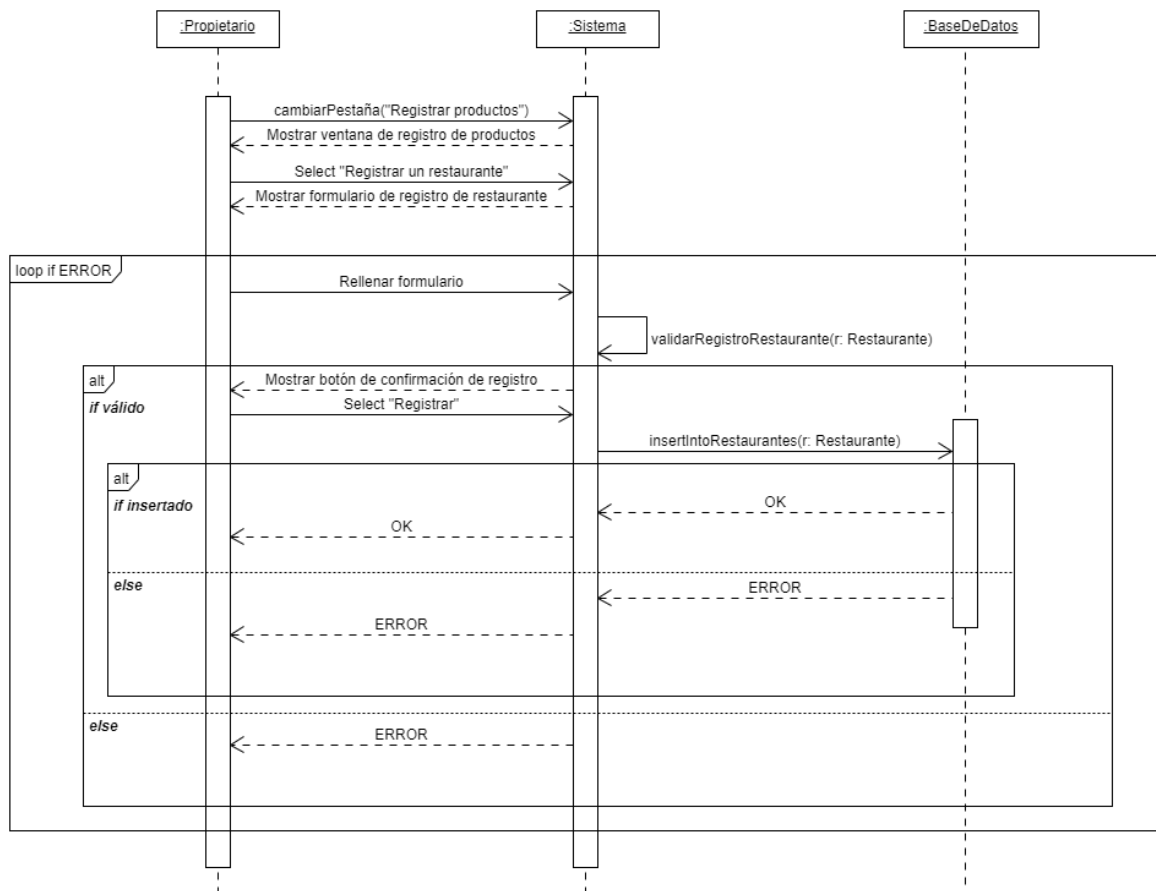 :Propietario
:Sistema
:BaseDeDatos
cambiarPestaña("Registrar productos")
Mostrar ventana de registro de productos
Select "Registrar un restaurante"
Mostrar formulario de registro de restaurante
loop if ERROR
Rellenar formulario
validarRegistroRestaurante(r: Restaurante)
alt
Mostrar botón de confirmación de registro
if válido
Select "Registrar"
insertIntoRestaurantes(r: Restaurante)
alt
if insertado
OK
OK
else
ERROR
ERROR
else
ERROR